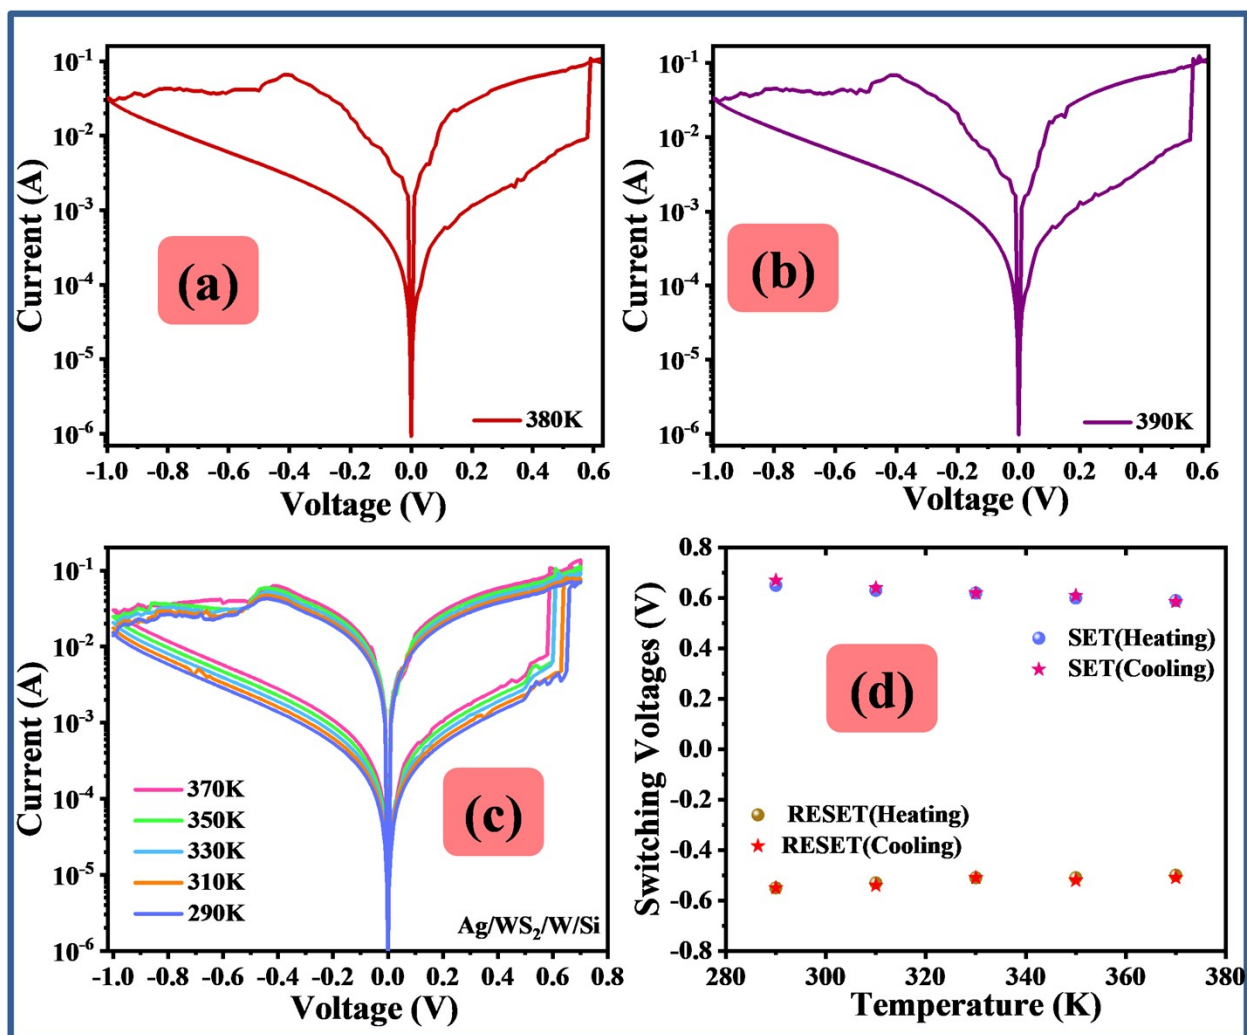 10⁻¹
10⁻²
10⁻³
10⁻⁴
10⁻⁵
10⁻⁶
Current (A)
(a)
380K
-1.0 -0.8 -0.6 -0.4 -0.2 0.0 0.2 0.4 0.6
Voltage (V)
10⁻¹
10⁻²
10⁻³
10⁻⁴
10⁻⁵
10⁻⁶
Current (A)
(b)
390K
-1.0 -0.8 -0.6 -0.4 -0.2 0.0 0.2 0.4 0.6
Voltage (V)
10⁻¹
10⁻²
10⁻³
10⁻⁴
10⁻⁵
10⁻⁶
Current (A)
370K
350K
330K
310K
290K
(c)
Ag/WS₂/W/Si
-1.0 -0.8 -0.6 -0.4 -0.2 0.0 0.2 0.4 0.6 0.8
Voltage (V)
0.8
0.6
0.4
0.2
0.0
-0.2
-0.4
-0.6
-0.8
Switching Voltages (V)
SET(Heating)
SET(Cooling)
(d)
RESET(Heating)
RESET(Cooling)
280 300 320 340 360 380
Temperature (K)